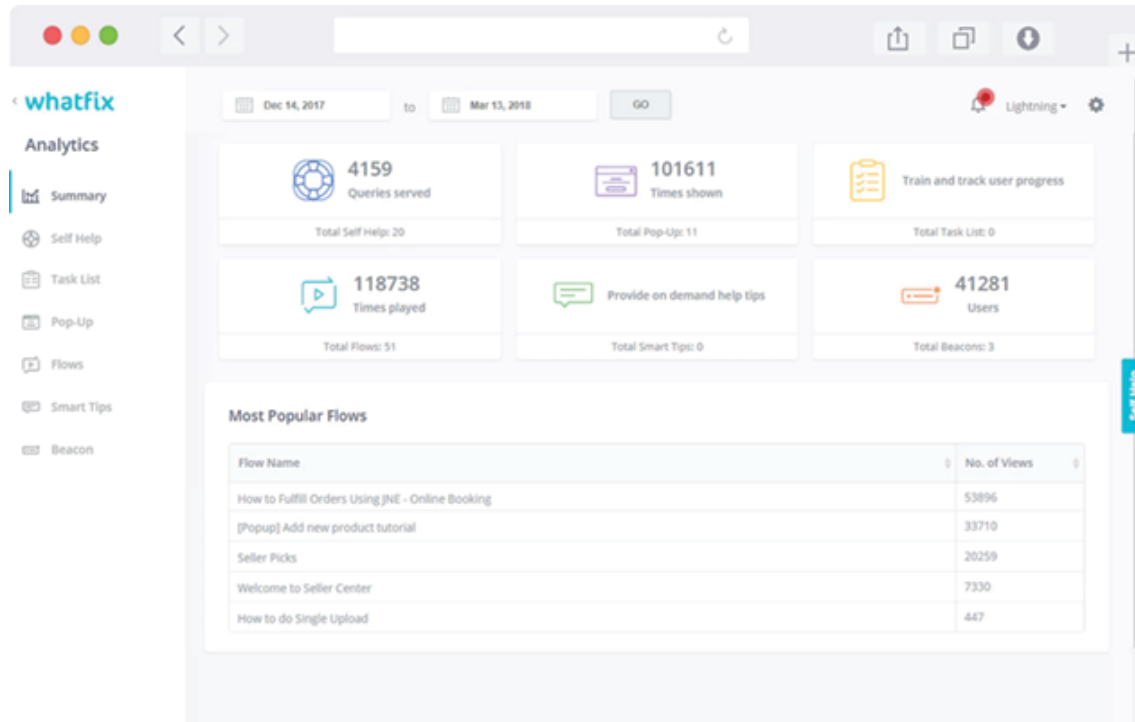 whatfix
Dec 14, 2017 to Mar 13, 2018 GO
Lightning
Analytics
Summary
Self Help
Task List
Pop-Up
Flows
Smart Tips
Beacon
4159
Queries served
Total Self Help: 20
101611
Times shown
Total Pop-Up: 11
Train and track user progress
Total Task List: 0
118738
Times played
Total Flows: 51
Provide on demand help tips
Total Smart Tips: 0
41281
Users
Total Beacons: 3
Self Help
Most Popular Flows
Flow Name No. of Views
How to Fulfill Orders Using JNE - Online Booking 53896
[Popup] Add new product tutorial 33710
Seller Picks 20259
Welcome to Seller Center 7330
How to do Single Upload 447